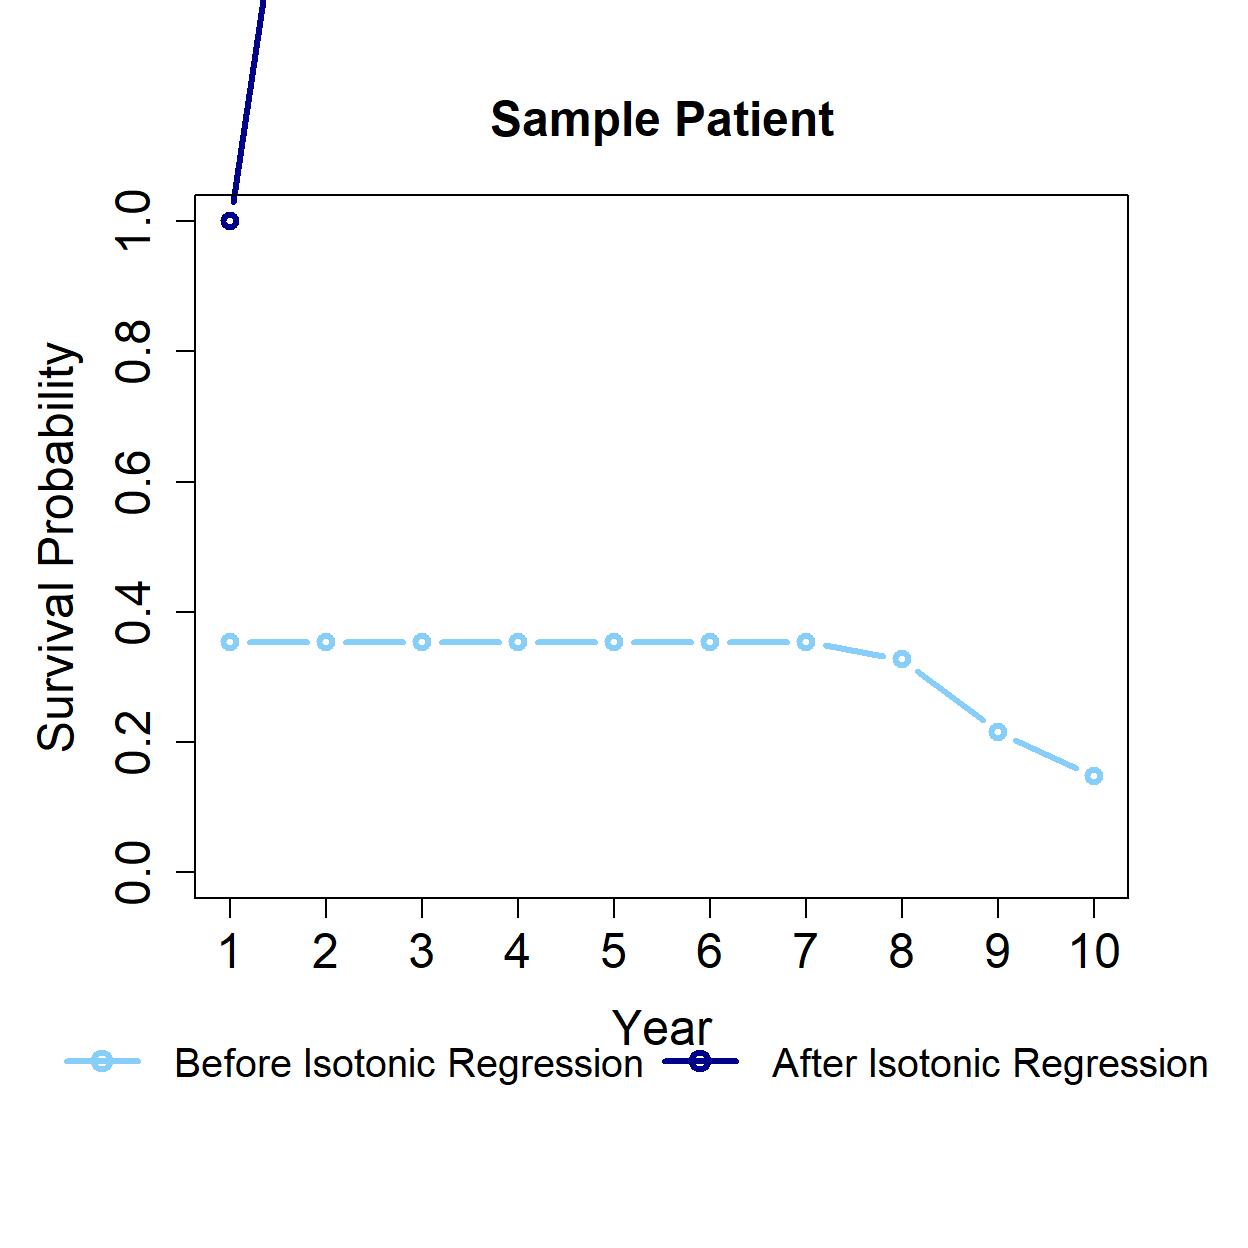 Sample Patient
Survival Probability
1.0
0.8
0.6
0.4
0.2
0.0
1 2 3 4 5 6 7 8 9 10
Year
Before Isotonic Regression After Isotonic Regression